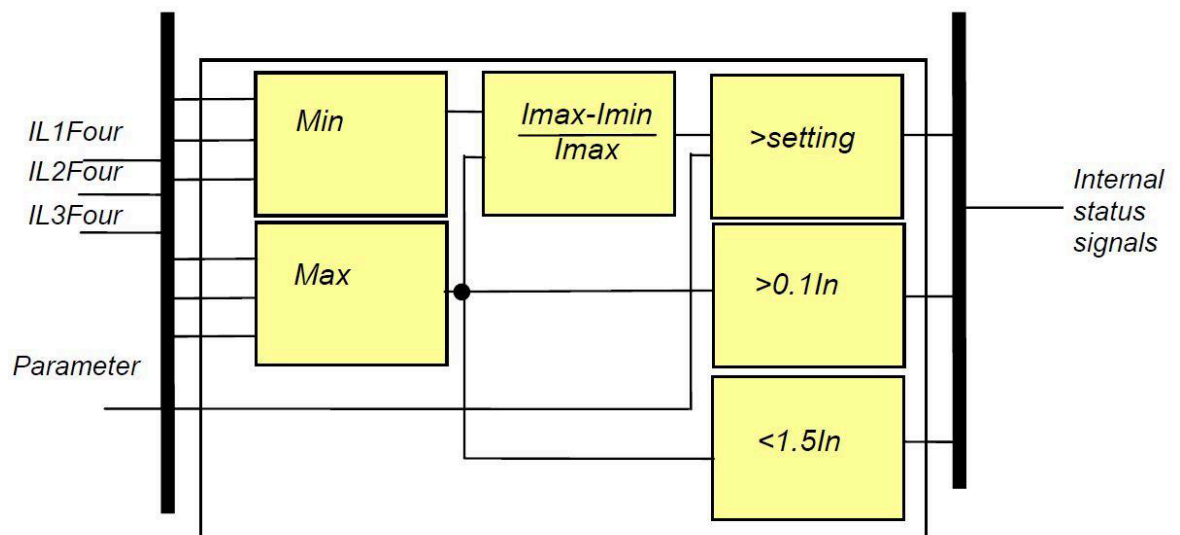 IL1Four
IL2Four
IL3Four
Parameter
Min
Max
Imax-Imin
Imax
>setting
>0.1In
<1.5In
Internal
status
signals